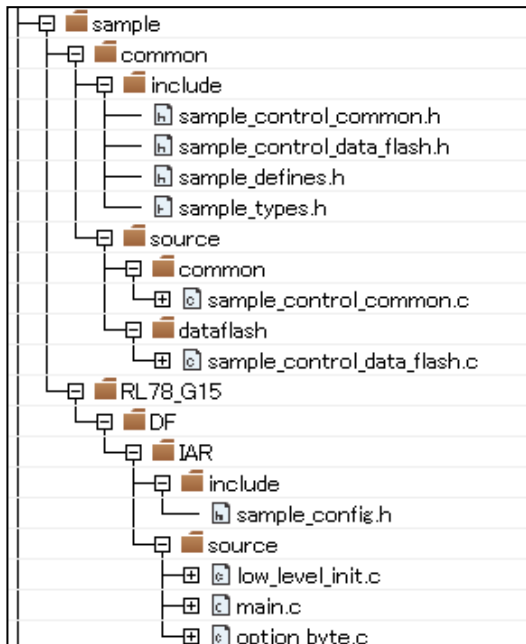 sample
common
include
sample_control_common.h
sample_control_data_flash.h
sample_defines.h
sample_types.h
source
common
sample_control_common.c
dataflash
sample_control_data_flash.c
RL78_G15
DF
IAR
include
sample_config.h
source
low_level_init.c
main.c
option_byte.c